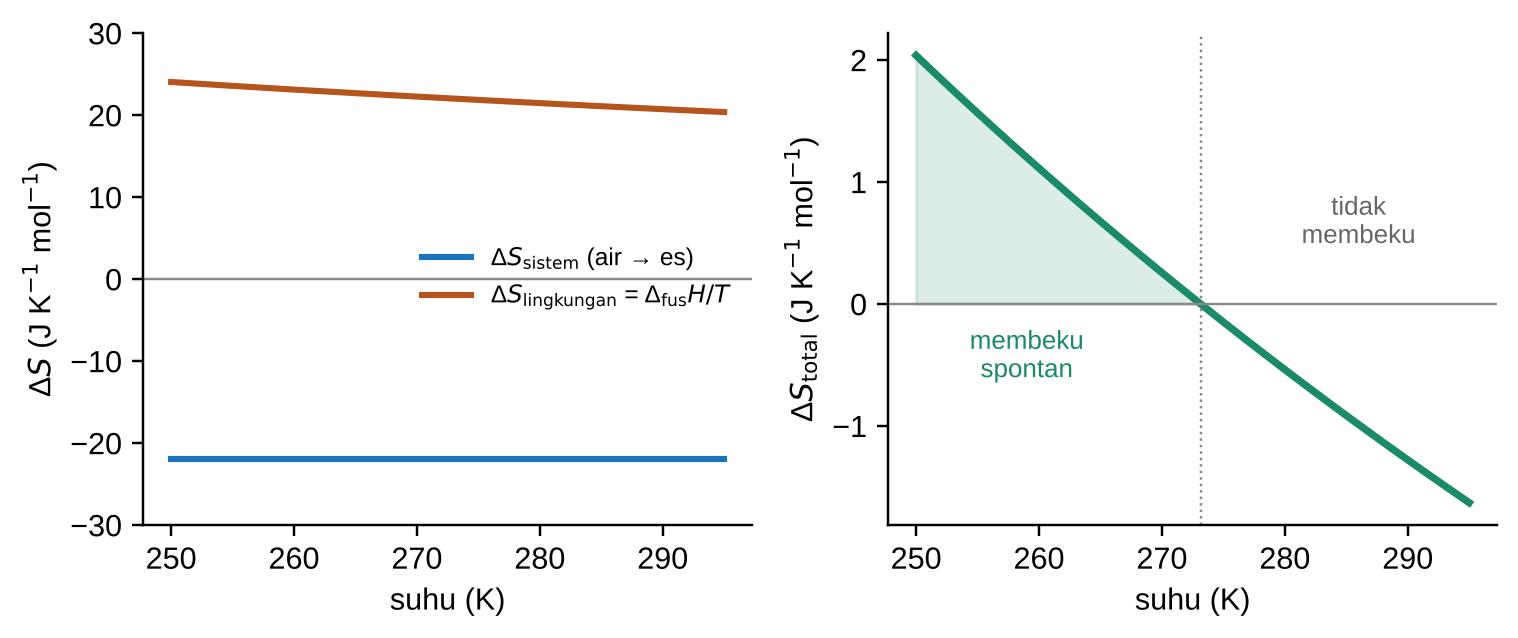 30
20
10
0
−10
−20
−30
ΔS (J K⁻¹ mol⁻¹)
ΔS_sistem (air → es)
ΔS_lingkungan = Δ_fusH/T
250 260 270 280 290
suhu (K)
2
1
0
−1
ΔS_total (J K⁻¹ mol⁻¹)
tidak
membeku
membeku
spontan
250 260 270 280 290
suhu (K)